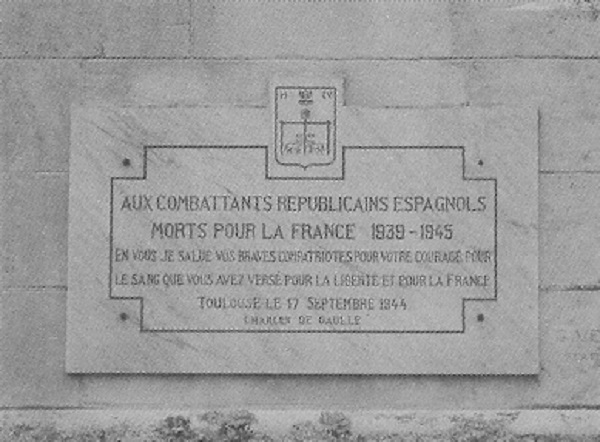 AUX COMBATTANTS REPUBLICAINS ESPAGNOLS
MORTS POUR LA FRANCE 1939-1945
EN VOUS JE SALUE VOS BRAVES COMPATRIOTES POUR VOTRE COURAGE POUR
LE SANG QUE VOUS AVEZ VERSÉ POUR LA LIBERTÉ ET POUR LA FRANCE
TOULOUSE LE 17 SEPTEMBRE 1944
CHARLES DE GAULLE